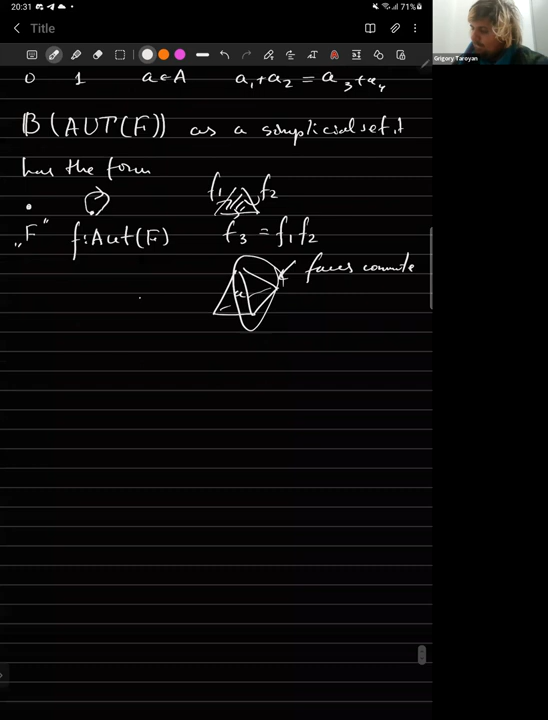 20:31
71%
Title
Grigory Taroyan
0 1 a∈A a₁+a₂ = a₃+a₄
B(AUT(F)) as a simplicial set it
has the form
f₁ f₂
"F" f:Aut(F) f₃ = f₁f₂
faces commute